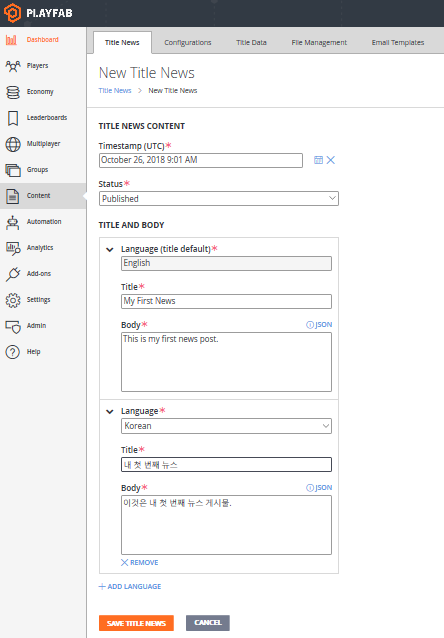 PLAYFAB
Dashboard
Players
Economy
Leaderboards
Multiplayer
Groups
Content
Automation
Analytics
Add-ons
Settings
Admin
Help
Title News
Configurations
Title Data
File Management
Email Templates
New Title News
Title News > New Title News
TITLE NEWS CONTENT
Timestamp (UTC)*
October 26, 2018 9:01 AM
Status*
Published
TITLE AND BODY
Language (title default)*
English
Title*
My First News
Body*
JSON
This is my first news post.
Language*
Korean
Title*
내 첫 번째 뉴스
Body*
JSON
이것은 내 첫 번째 뉴스 게시물.
REMOVE
ADD LANGUAGE
SAVE TITLE NEWS
CANCEL